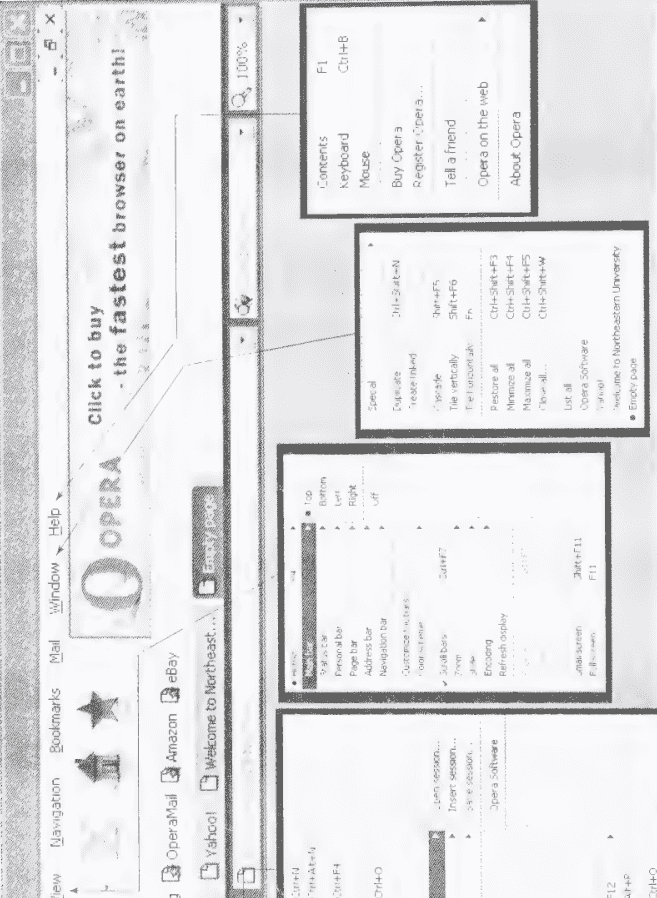 View Navigation Bookmarks Mail Window Help
OPERA
Click to buy
- the fastest browser on earth!
OperaMail Amazon eBay
Yahoo! Welcome to Northeast... Empty page
100%
Ctrl+N
Ctrl+Alt+N
Ctrl+F4
Ctrl+O
Open session...
Insert session...
Save session...
Opera Software
F12
Alt+P
Ctrl+Q
Status bar
Personal bar
Page bar
Address bar
Navigation bar
Top
Bottom
Left
Right
Off
Scroll bars Ctrl+F7
Zoom
Style
Encoding
Refresh display
Small screen Shift+F11
Full screen F11
Special
Duplicate Ctrl+Shift+N
Create linked
Cascade Shift+F5
Tile vertically Shift+F6
Tile horizontally F6
Restore all Ctrl+Shift+F3
Minimize all Ctrl+Shift+F4
Maximize all Ctrl+Shift+F5
Close all... Ctrl+Shift+W
List all
Opera Software
Yahoo!
Welcome to Northeastern University
Empty page
Contents F1
Keyboard Ctrl+B
Mouse
Buy Opera
Register Opera...
Tell a friend
Opera on the web
About Opera